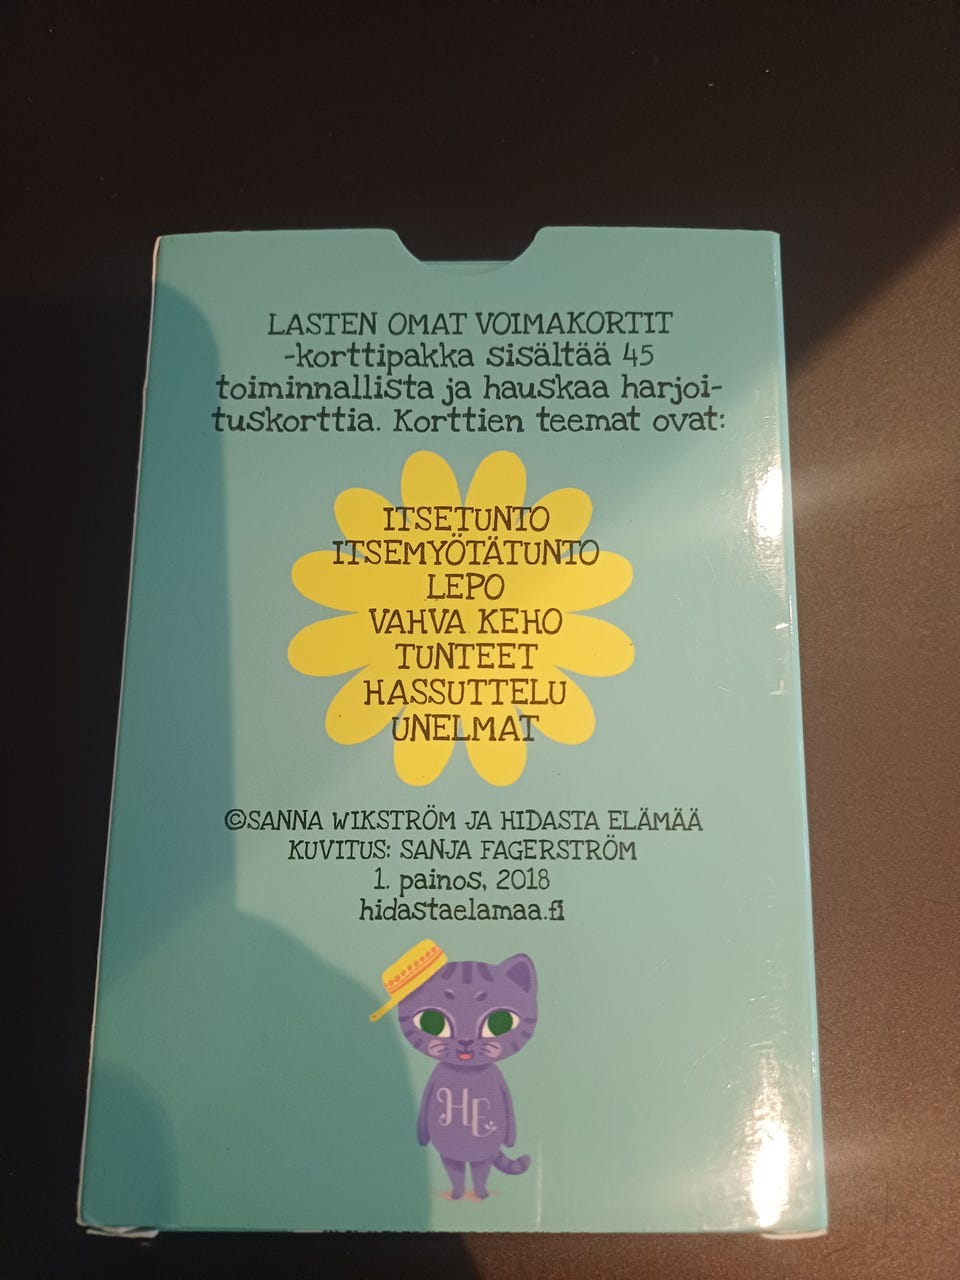 LASTEN OMAT VOIMAKORTIT
-korttipakka sisältää 45
toiminnallista ja hauskaa harjoi-
tuskorttia. Korttien teemat ovat:
ITSETUNTO
ITSEMYÖTÄTUNTO
LEPO
VAHVA KEHO
TUNTEET
HASSUTTELU
UNELMAT
©SANNA WIKSTRÖM JA HIDASTA ELÄMÄÄ
KUVITUS: SANJA FAGERSTRÖM
1. painos, 2018
hidastaelamaa.fi
HE